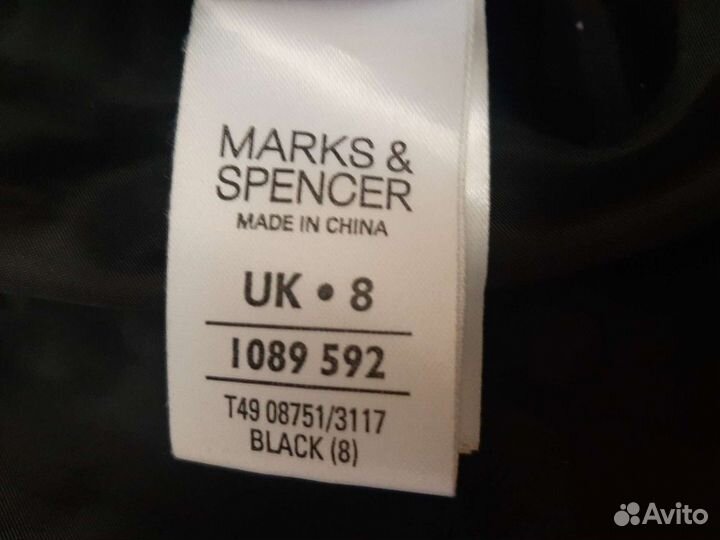 MARKS &
SPENCER
MADE IN CHINA
UK • 8
1089 592
T49 08751/3117
BLACK (8)
Avito